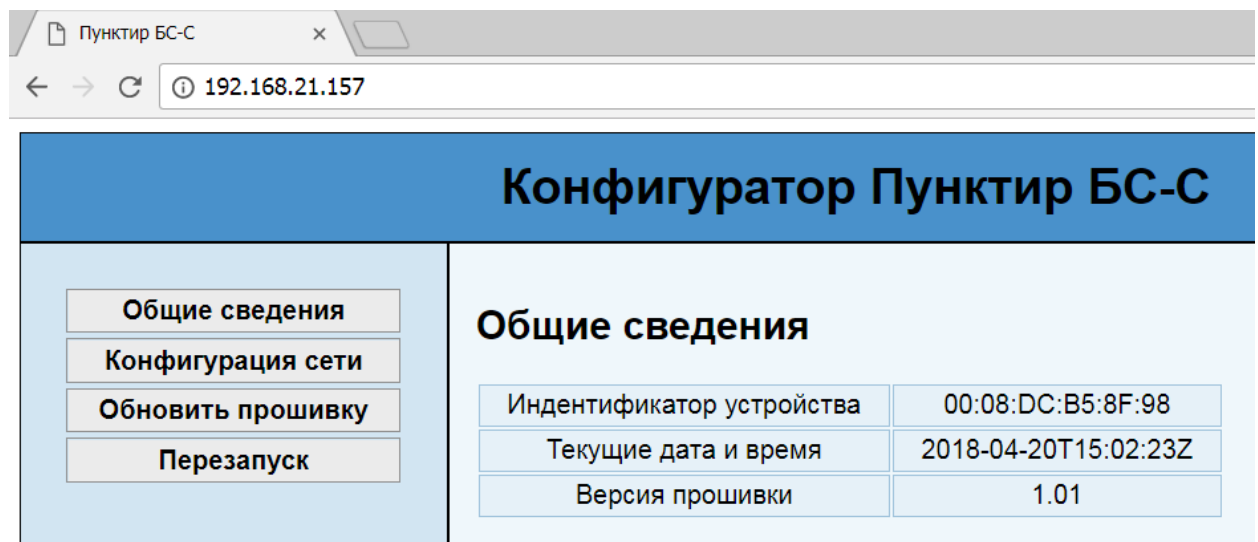 Пунктир БС-С
192.168.21.157
Конфигуратор Пунктир БС-С
Общие сведения
Конфигурация сети
Обновить прошивку
Перезапуск
Общие сведения
Индентификатор устройства 00:08:DC:B5:8F:98
Текущие дата и время 2018-04-20T15:02:23Z
Версия прошивки 1.01